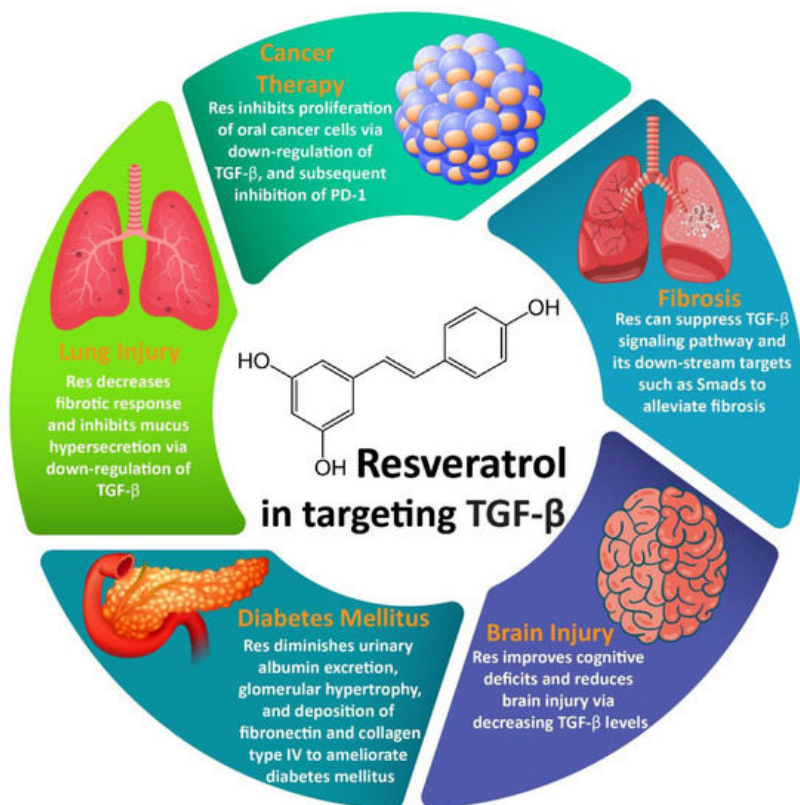 Cancer
Therapy
Res inhibits proliferation
of oral cancer cells via
down-regulation of
TGF-β, and subsequent
inhibition of PD-1
Fibrosis
Res can suppress TGF-β
signaling pathway and
its down-stream targets
such as Smads to
alleviate fibrosis
Brain Injury
Res improves cognitive
deficits and reduces
brain injury via
decreasing TGF-β levels
Diabetes Mellitus
Res diminishes urinary
albumin excretion,
glomerular hypertrophy,
and deposition of
fibronectin and collagen
type IV to ameliorate
diabetes mellitus
Lung Injury
Res decreases
fibrotic response
and inhibits mucus
hypersecretion via
down-regulation of
TGF-β
OH
HO
OH
Resveratrol
in targeting TGF-β